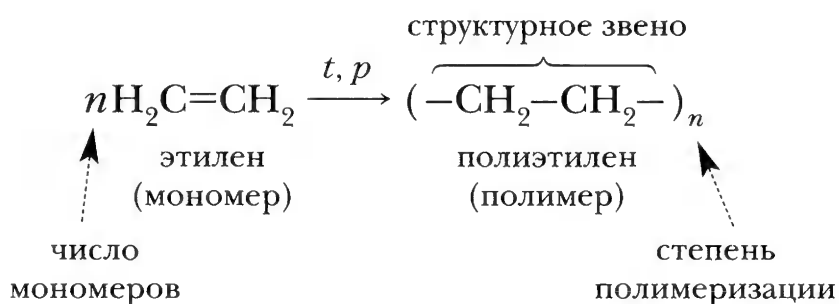 структурное звено
nH₂C=CH₂ t, p → (–CH₂–CH₂–)ₙ
этилен полиэтилен
(мономер) (полимер)
число степень
мономеров полимеризации